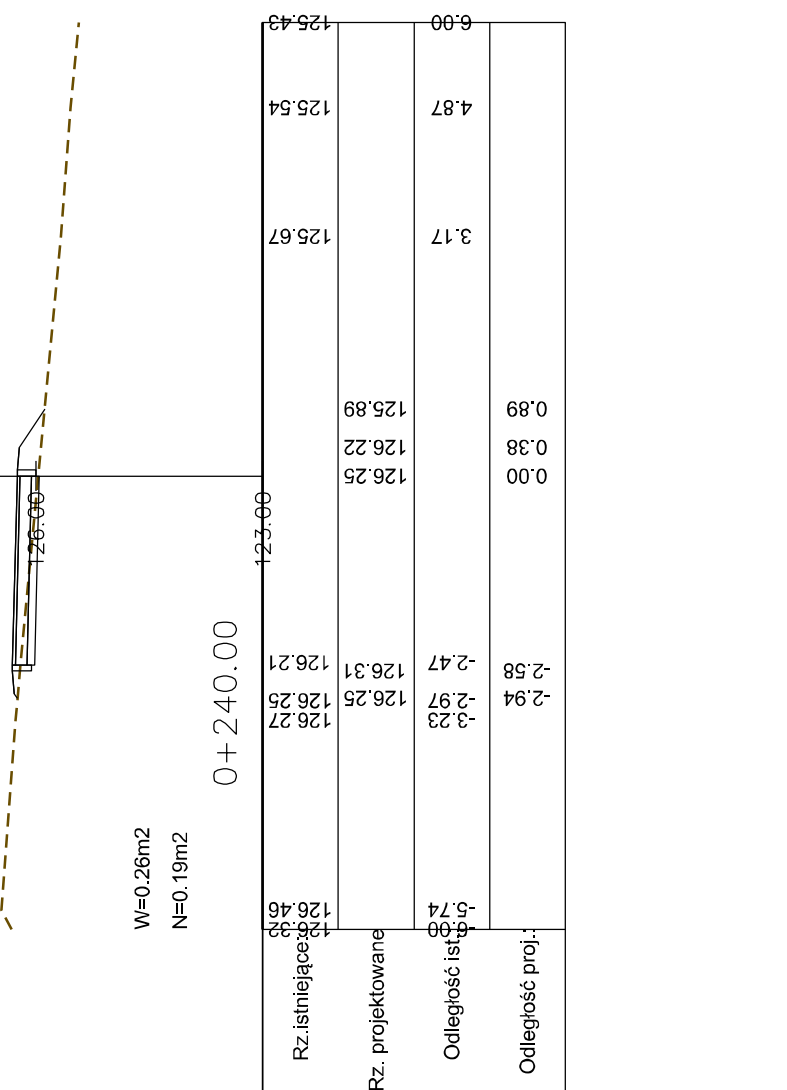 126.00
123.00
0+240.00
W=0.26m2
N=0.19m2
Rz.istniejące: 126.32 126.46 126.27 126.25 126.21 125.67 125.54 125.43
Rz. projektowane 126.25 126.31 126.25 126.22 125.89
Odległość ist.: -6.00 -5.74 -3.23 -2.97 -2.47 3.17 4.87 6.00
Odległość proj.: -2.94 -2.58 0.00 0.38 0.89